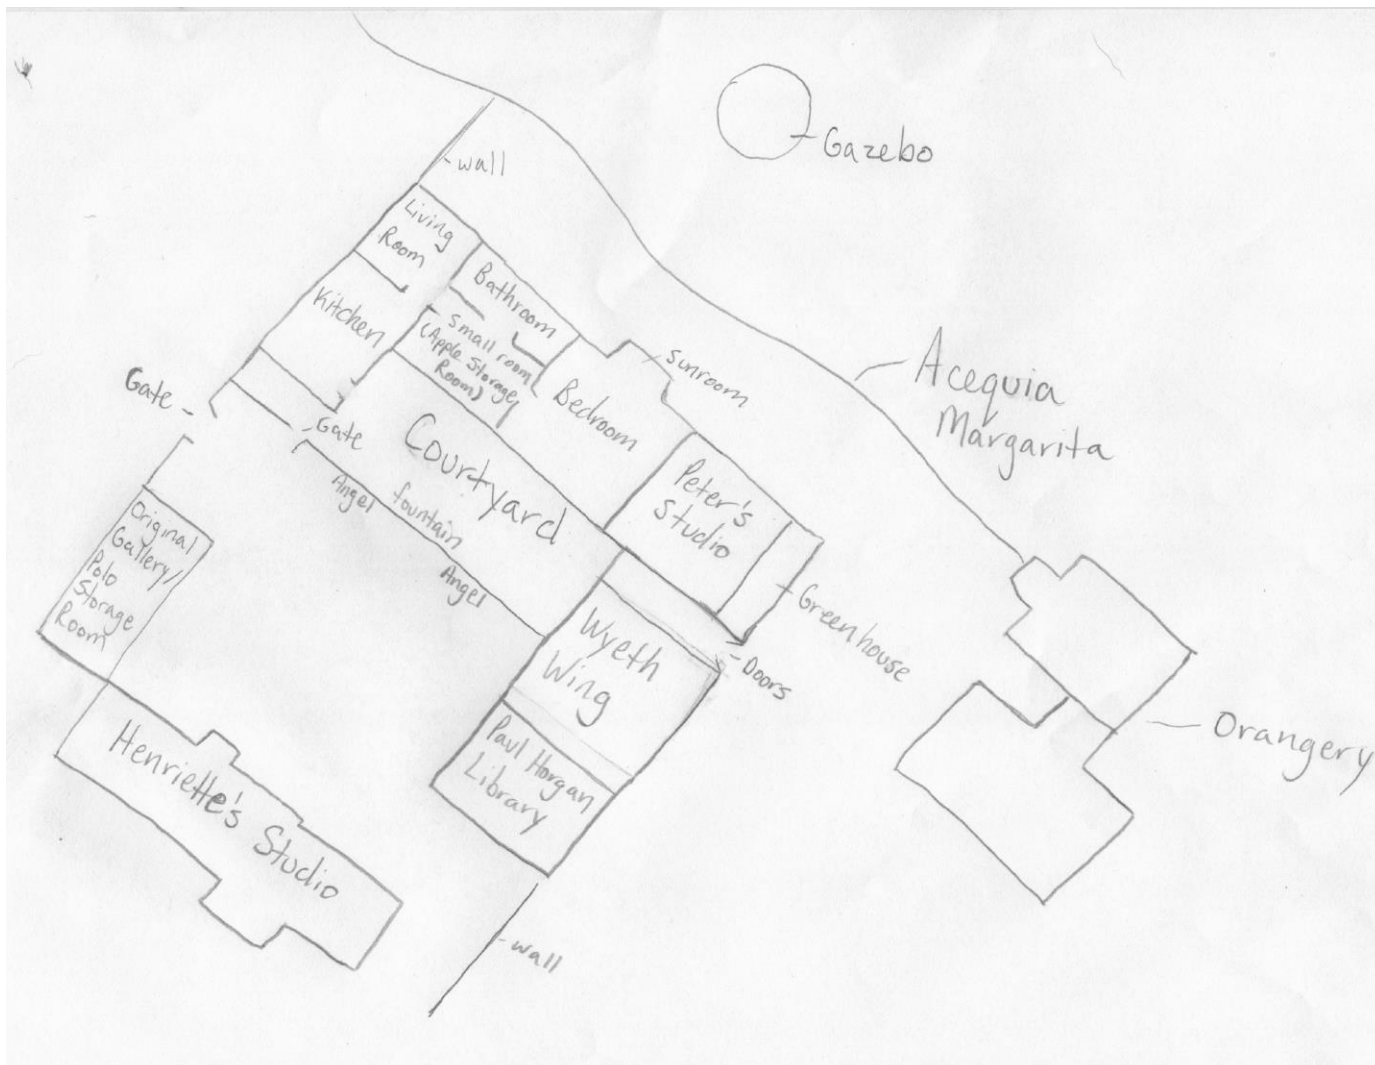 Gazebo
wall
Living
Room
Bathroom
Kitchen
Small room
(Apple Storage
Room)
Sunroom
Bedroom
Acequia
Margarita
Gate
Gate
Courtyard
Angel
fountain
Angel
Peter's
Studio
Greenhouse
Original
Gallery/
Polo
Storage
Room
Wyeth
Wing
Doors
Paul Horgan
Library
Orangery
Henriette's Studio
wall